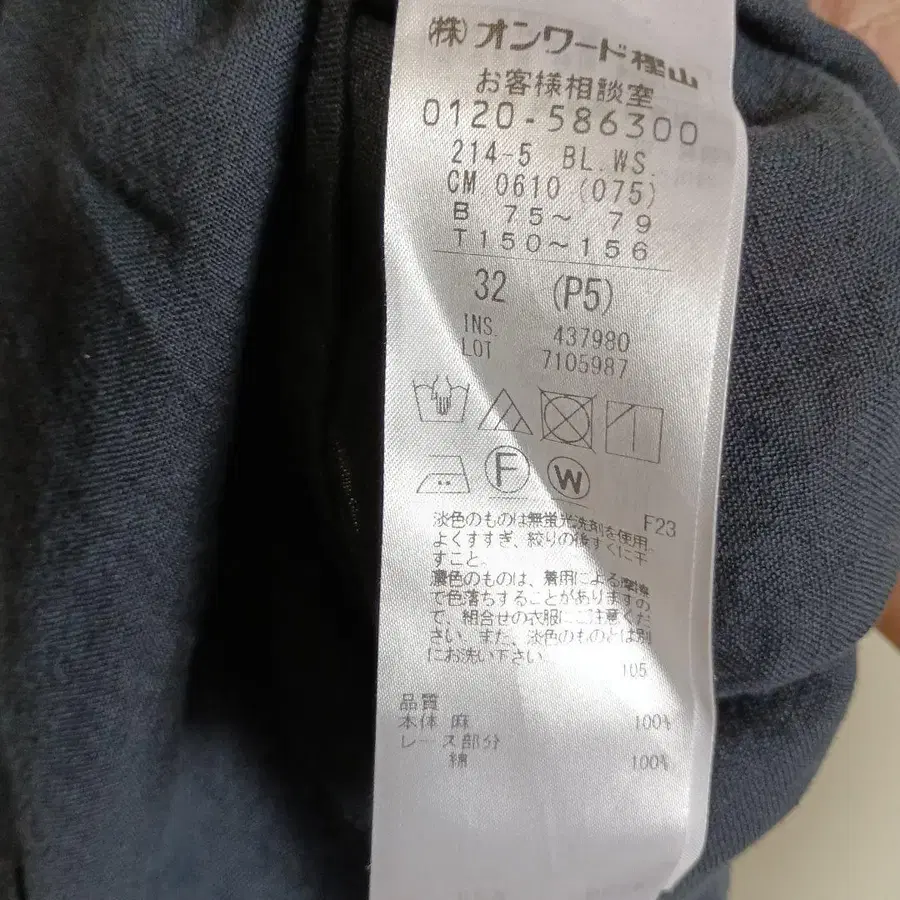 (株)オンワード樫山
お客様相談室
0120-586300
214-5 BL.WS.
CM 0610 (075)
B 75〜 79
T150〜156
32 (P5)
INS. 437980
LOT 7105987
F W
F23
淡色のものは無蛍光洗剤を使用。
よくすすぎ、絞りの後すぐに干
すこと。
濃色のものは、着用による摩擦
で色落ちすることがありますの
で、組合せの衣服にご注意くだ
さい。また、淡色のものとは別
にお洗い下さい。
105
品質
本体 麻 100%
レース部分
綿 100%